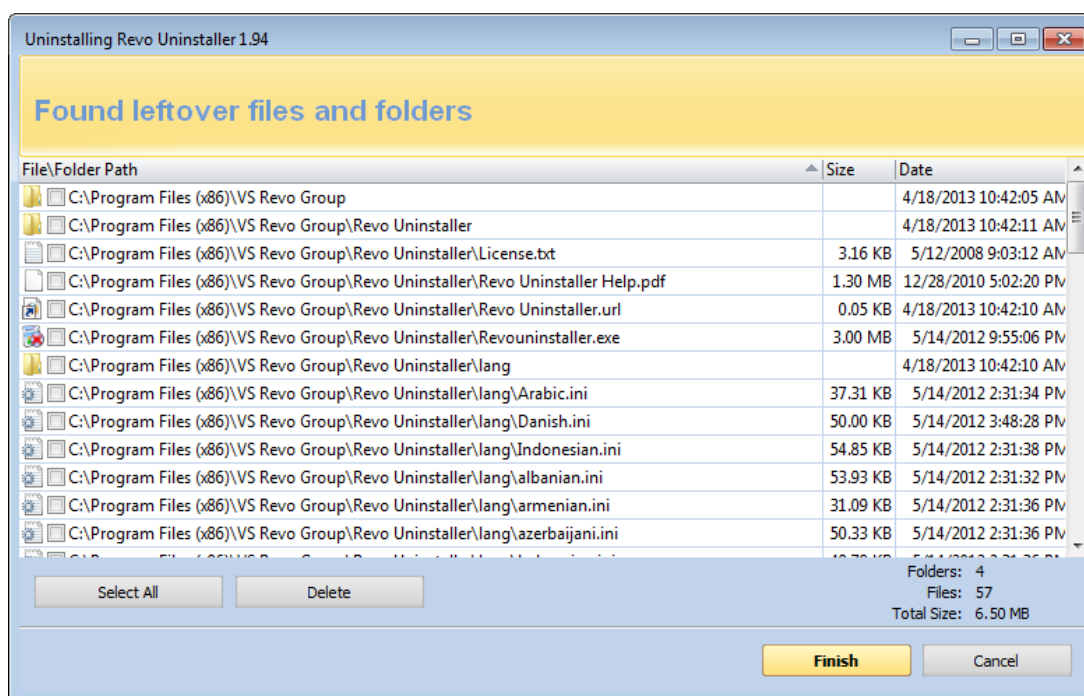 Uninstalling Revo Uninstaller 1.94
Found leftover files and folders
File\Folder Path Size Date
C:\Program Files (x86)\VS Revo Group 4/18/2013 10:42:05 AM
C:\Program Files (x86)\VS Revo Group\Revo Uninstaller 4/18/2013 10:42:11 AM
C:\Program Files (x86)\VS Revo Group\Revo Uninstaller\License.txt 3.16 KB 5/12/2008 9:03:12 AM
C:\Program Files (x86)\VS Revo Group\Revo Uninstaller\Revo Uninstaller Help.pdf 1.30 MB 12/28/2010 5:02:20 PM
C:\Program Files (x86)\VS Revo Group\Revo Uninstaller\Revo Uninstaller.url 0.05 KB 4/18/2013 10:42:10 AM
C:\Program Files (x86)\VS Revo Group\Revo Uninstaller\Revouninstaller.exe 3.00 MB 5/14/2012 9:55:06 PM
C:\Program Files (x86)\VS Revo Group\Revo Uninstaller\lang 4/18/2013 10:42:10 AM
C:\Program Files (x86)\VS Revo Group\Revo Uninstaller\lang\Arabic.ini 37.31 KB 5/14/2012 2:31:34 PM
C:\Program Files (x86)\VS Revo Group\Revo Uninstaller\lang\Danish.ini 50.00 KB 5/14/2012 3:48:28 PM
C:\Program Files (x86)\VS Revo Group\Revo Uninstaller\lang\Indonesian.ini 54.85 KB 5/14/2012 2:31:38 PM
C:\Program Files (x86)\VS Revo Group\Revo Uninstaller\lang\albanian.ini 53.93 KB 5/14/2012 2:31:32 PM
C:\Program Files (x86)\VS Revo Group\Revo Uninstaller\lang\armenian.ini 31.09 KB 5/14/2012 2:31:36 PM
C:\Program Files (x86)\VS Revo Group\Revo Uninstaller\lang\azerbaijani.ini 50.33 KB 5/14/2012 2:31:36 PM
Select All Delete
Folders: 4
Files: 57
Total Size: 6.50 MB
Finish Cancel